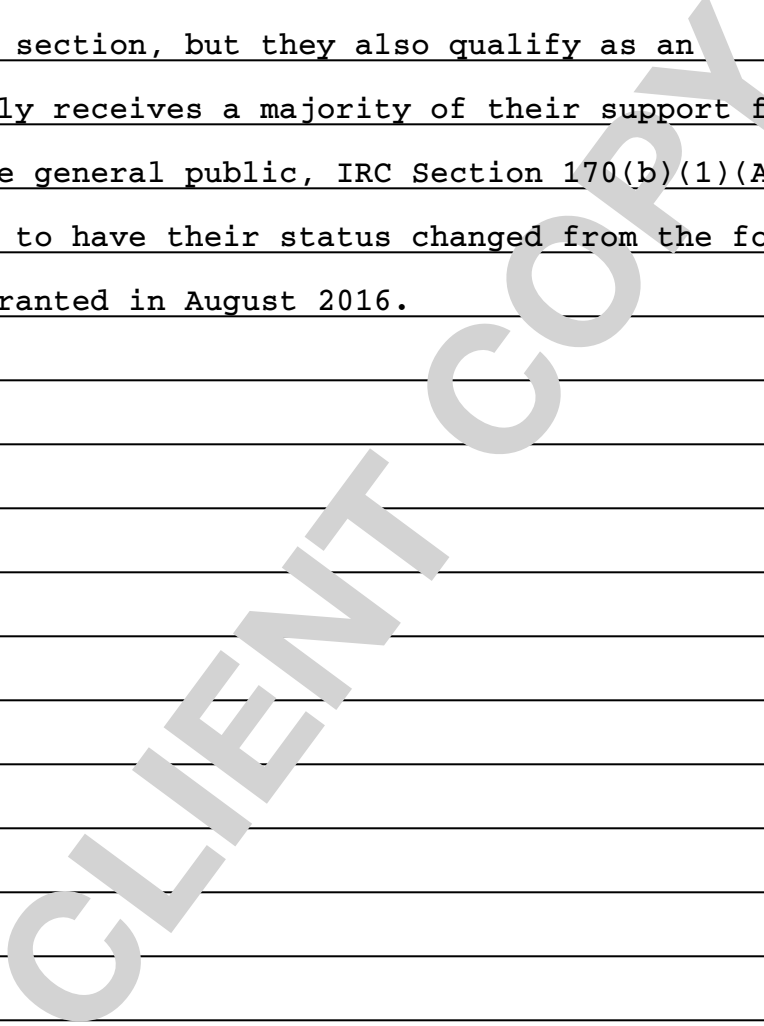 section, but they also qualify as an
ly receives a majority of their support f
e general public, IRC Section 170(b)(1)(A
to have their status changed from the fo
ranted in August 2016.
CLIENT COPY